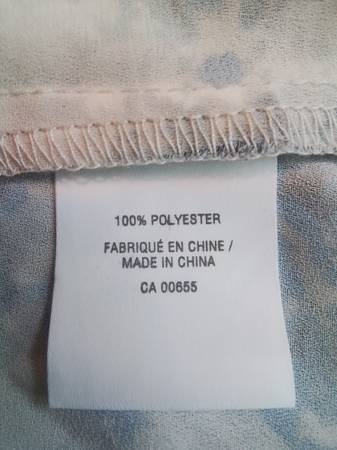 100% POLYESTER
FABRIQUÉ EN CHINE /
MADE IN CHINA
CA 00655